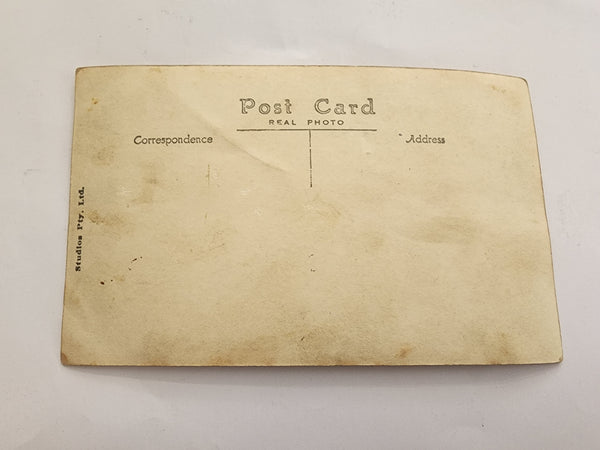 Post Card
REAL PHOTO
Correspondence
Address
Studios Pty. Ltd.